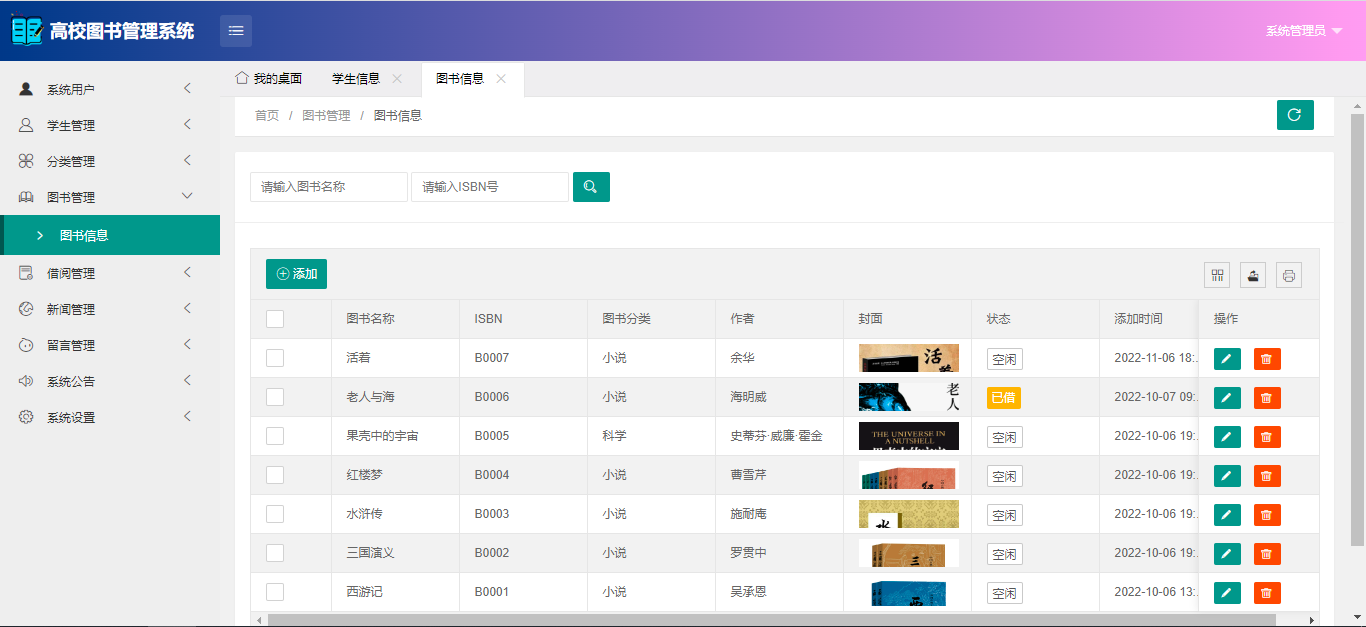 高校图书管理系统
系统管理员
系统用户
学生管理
分类管理
图书管理
图书信息
借阅管理
新闻管理
留言管理
系统公告
系统设置
我的桌面 学生信息 图书信息
首页 / 图书管理 / 图书信息
请输入图书名称 请输入ISBN号
添加
图书名称 ISBN 图书分类 作者 封面 状态 添加时间 操作
活着 B0007 小说 余华 活着 空闲 2022-11-06 18:..
老人与海 B0006 小说 海明威 老人 已借 2022-10-07 09:..
果壳中的宇宙 B0005 科学 史蒂芬·威廉·霍金 THE UNIVERSE IN A NUTSHELL 空闲 2022-10-06 19:..
红楼梦 B0004 小说 曹雪芹 红 空闲 2022-10-06 19:..
水浒传 B0003 小说 施耐庵 水 空闲 2022-10-06 19:..
三国演义 B0002 小说 罗贯中 三 空闲 2022-10-06 19:..
西游记 B0001 小说 吴承恩 西 空闲 2022-10-06 13:..